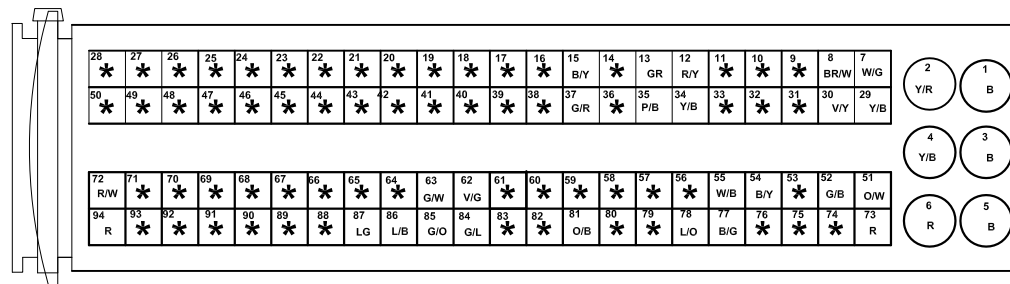 28 27 26 25 24 23 22 21 20 19 18 17 16 15 14 13 12 11 10 9 8 7
* * * * * * * * * * * * * B/Y * GR R/Y * * * BR/W W/G
50 49 48 47 46 45 44 43 42 41 40 39 38 37 36 35 34 33 32 31 30 29
* * * * * * * * * * * * * G/R * P/B Y/B * * * V/Y Y/B
72 71 70 69 68 67 66 65 64 63 62 61 60 59 58 57 56 55 54 53 52 51
R/W * * * * * * * * G/W V/G * * * * * * W/B B/Y * G/B O/W
94 93 92 91 90 89 88 87 86 85 84 83 82 81 80 79 78 77 76 75 74 73
R * * * * * * LG L/B G/O G/L * * O/B * * L/O B/G * * * R
2 1
Y/R B
4 3
Y/B B
6 5
R B